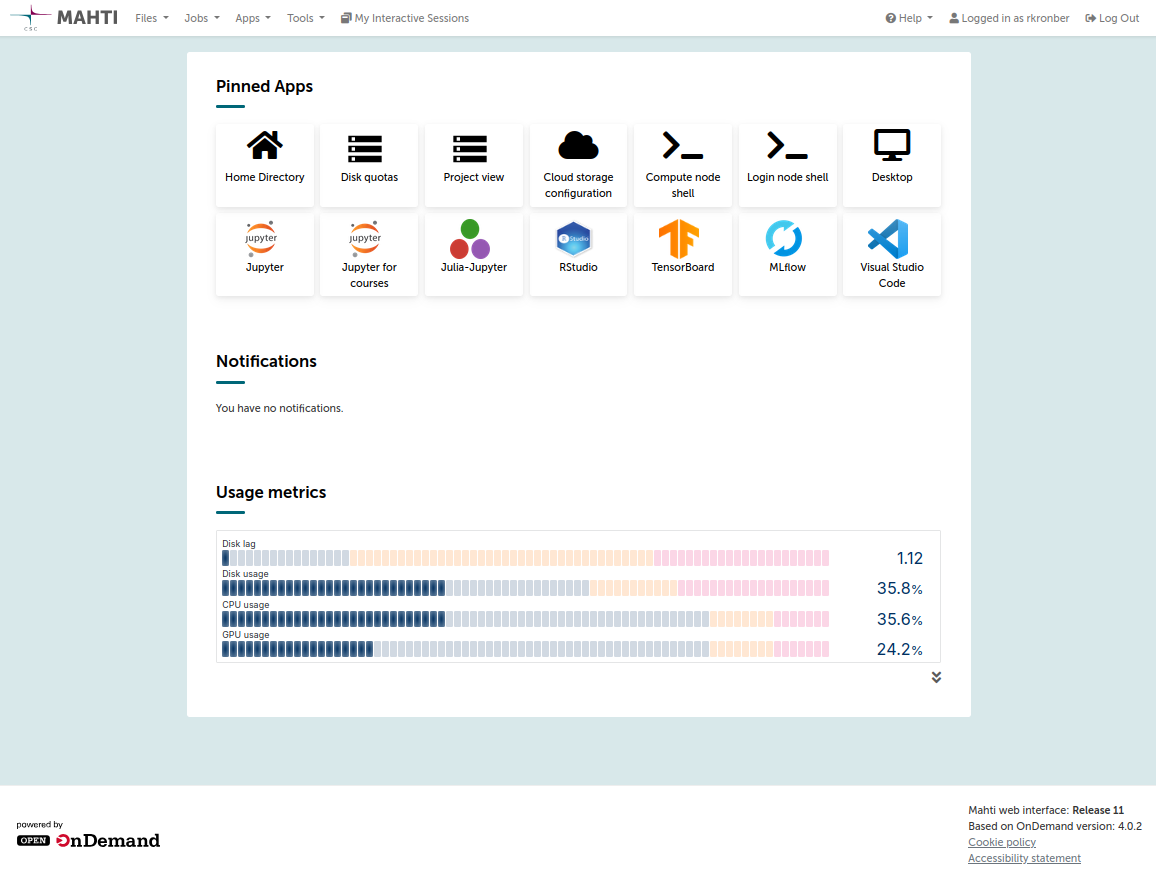 CSC
MAHTI Files Jobs Apps Tools My Interactive Sessions Help Logged in as rkronber Log Out
Pinned Apps
Home Directory
Disk quotas
Project view
Cloud storage
configuration
Compute node
shell
Login node shell
Desktop
jupyter
Jupyter
jupyter
Jupyter for
courses
Julia-Jupyter
R Studio
RStudio
TensorBoard
MLflow
Visual Studio
Code
Notifications
You have no notifications.
Usage metrics
Disk lag
1.12
Disk usage
35.8%
CPU usage
35.6%
GPU usage
24.2%
powered by
OPEN OnDemand
Mahti web interface: Release 11
Based on OnDemand version: 4.0.2
Cookie policy
Accessibility statement